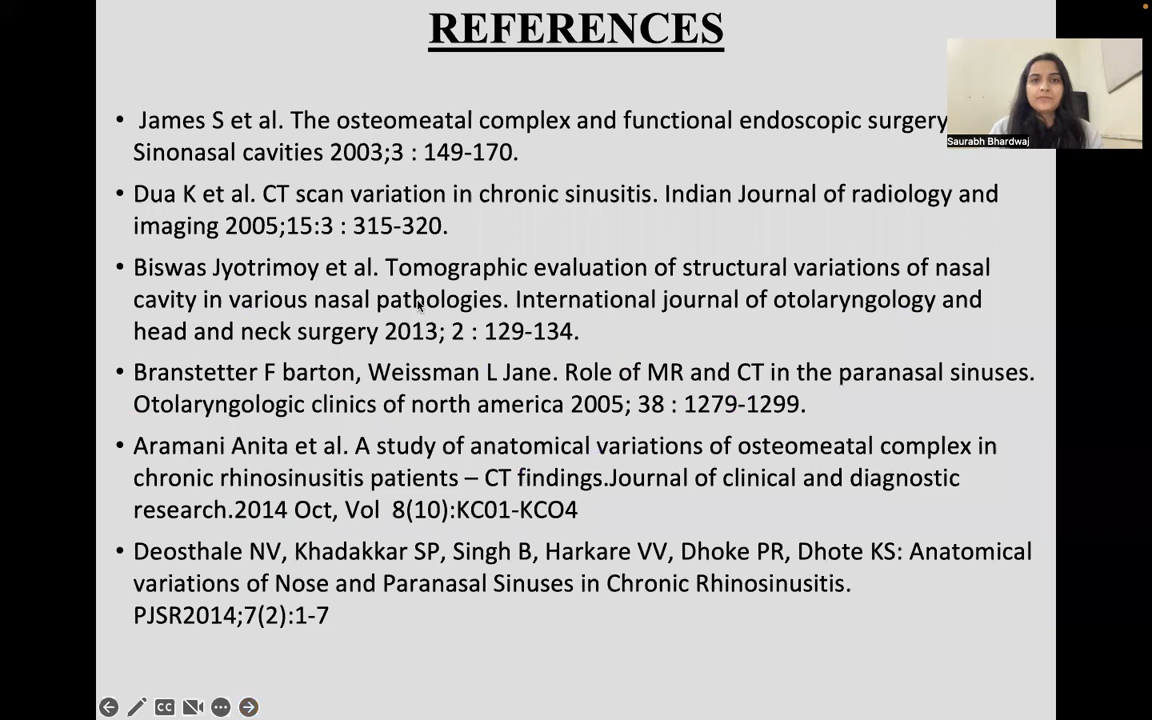 REFERENCES
Saurabh Bhardwaj
• James S et al. The osteomeatal complex and functional endoscopic surgery
Sinonasal cavities 2003;3 : 149-170.
• Dua K et al. CT scan variation in chronic sinusitis. Indian Journal of radiology and
imaging 2005;15:3 : 315-320.
• Biswas Jyotrimoy et al. Tomographic evaluation of structural variations of nasal
cavity in various nasal pathologies. International journal of otolaryngology and
head and neck surgery 2013; 2 : 129-134.
• Branstetter F barton, Weissman L Jane. Role of MR and CT in the paranasal sinuses.
Otolaryngologic clinics of north america 2005; 38 : 1279-1299.
• Aramani Anita et al. A study of anatomical variations of osteomeatal complex in
chronic rhinosinusitis patients – CT findings.Journal of clinical and diagnostic
research.2014 Oct, Vol 8(10):KC01-KCO4
• Deosthale NV, Khadakkar SP, Singh B, Harkare VV, Dhoke PR, Dhote KS: Anatomical
variations of Nose and Paranasal Sinuses in Chronic Rhinosinusitis.
PJSR2014;7(2):1-7
CC